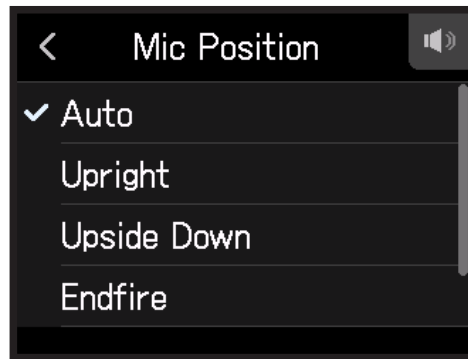 Mic Position
Auto
Upright
Upside Down
Endfire